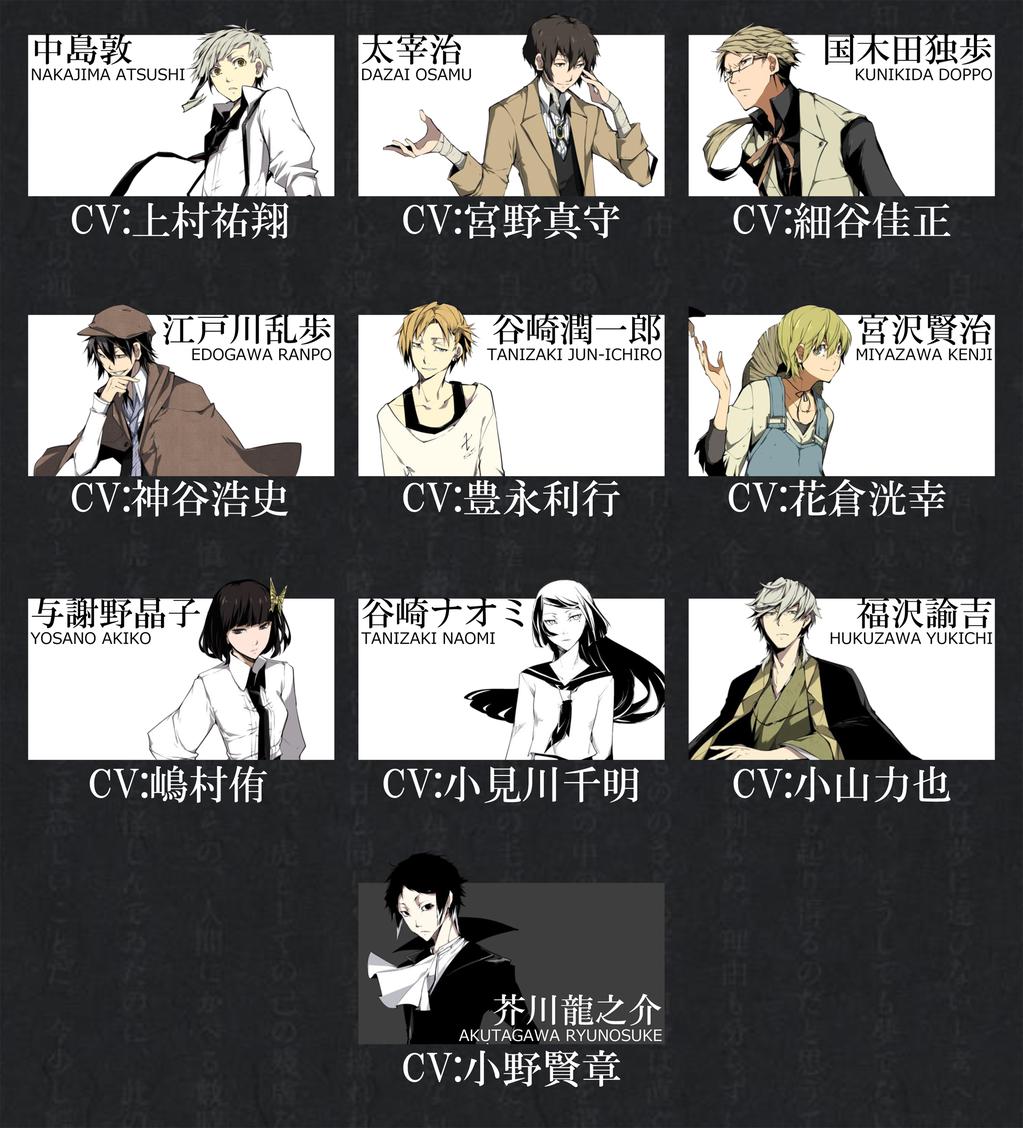 中島敦
NAKAJIMA ATSUSHI
CV:上村祐翔
太宰治
DAZAI OSAMU
CV:宮野真守
国木田独歩
KUNIKIDA DOPPO
CV:細谷佳正
江戸川乱歩
EDOGAWA RANPO
CV:神谷浩史
谷崎潤一郎
TANIZAKI JUN-ICHIRO
CV:豊永利行
宮沢賢治
MIYAZAWA KENJI
CV:花倉洸幸
与謝野晶子
YOSANO AKIKO
CV:嶋村侑
谷崎ナオミ
TANIZAKI NAOMI
CV:小見川千明
福沢諭吉
HUKUZAWA YUKICHI
CV:小山力也
芥川龍之介
AKUTAGAWA RYUNOSUKE
CV:小野賢章